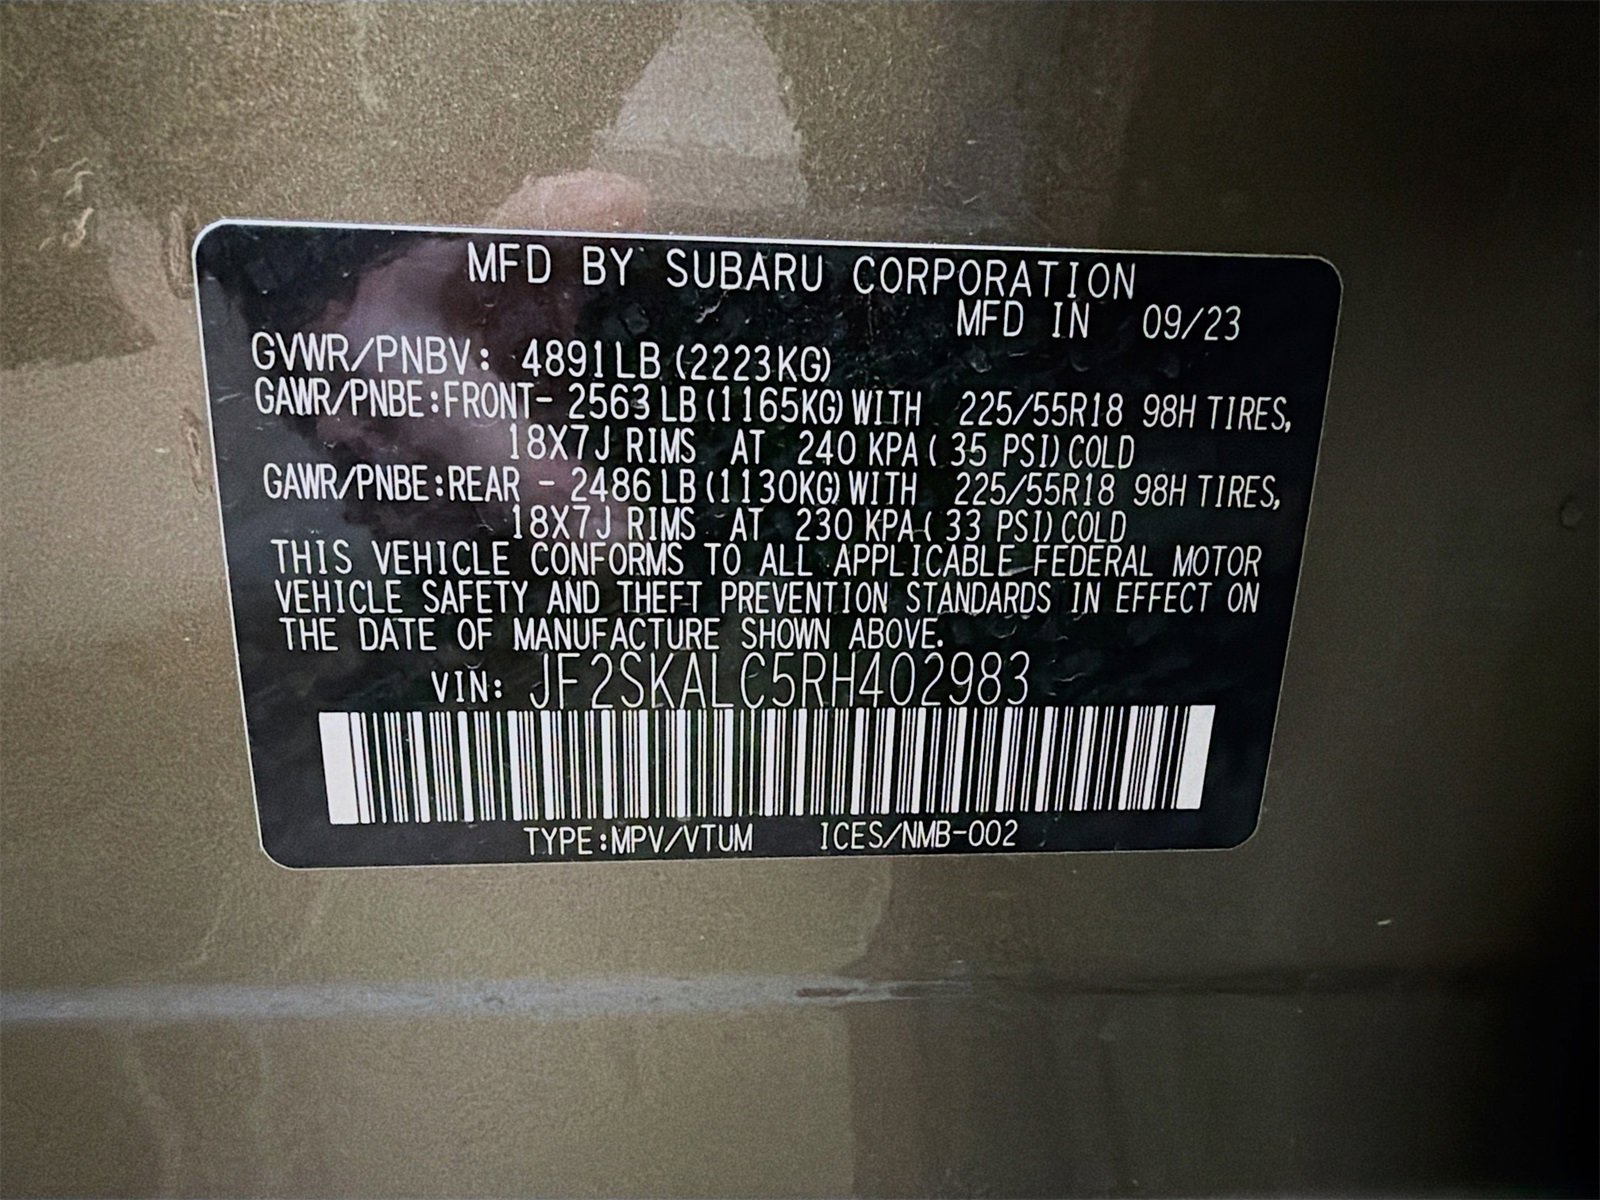 MFD BY SUBARU CORPORATION
MFD IN 09/23
GVWR/PNBV: 4891LB (2223KG)
GAWR/PNBE:FRONT- 2563 LB(1165KG)WITH 225/55R18 98H TIRES,
18X7J RIMS AT 240 KPA( 35 PSI)COLD
GAWR/PNBE:REAR - 2486LB(1130KG)WITH 225/55R18 98H TIRES,
18X7J RIMS AT 230 KPA( 33 PSI)COLD
THIS VEHICLE CONFORMS TO ALL APPLICABLE FEDERAL MOTOR
VEHICLE SAFETY AND THEFT PREVENTION STANDARDS IN EFFECT ON
THE DATE OF MANUFACTURE SHOWN ABOVE.
VIN: JF2SKALC5RH402983
TYPE:MPV/VTUM ICES/NMB-002